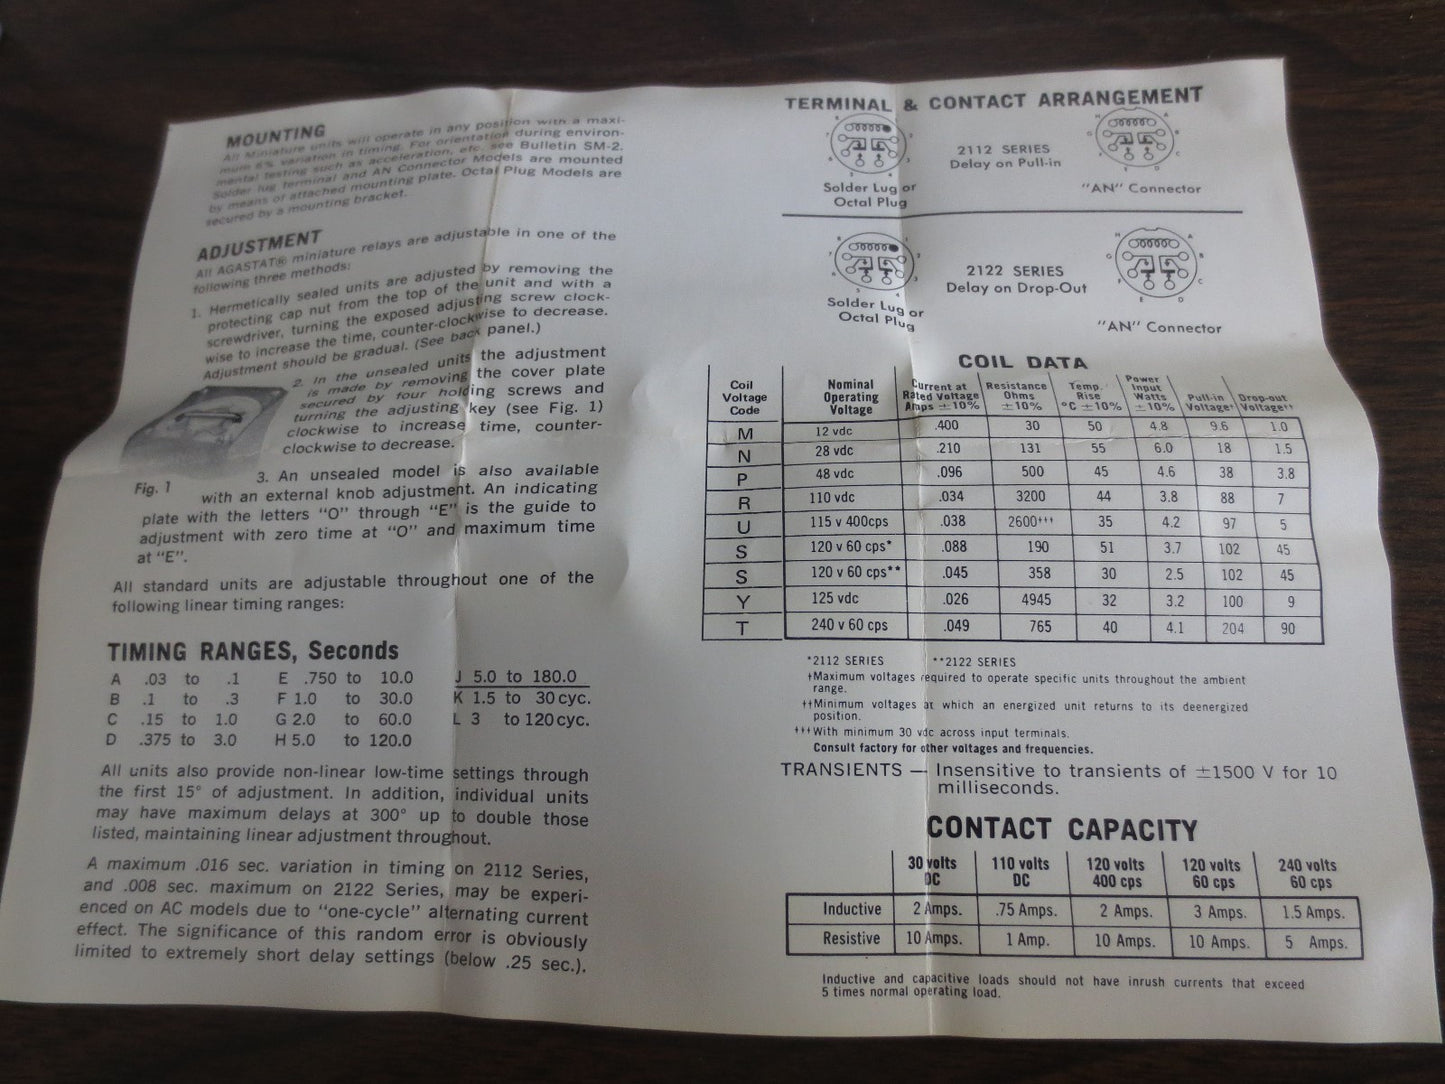 MOUNTING
All Miniature units will operate in any position with a maxi-
mum 6% variation in timing. For orientation during environ-
mental testing such as acceleration, etc. see Bulletin SM-2.
Solder lug terminal and AN Connector Models are mounted
by means of attached mounting plate. Octal Plug Models are
secured by a mounting bracket.
ADJUSTMENT
All AGASTAT® miniature relays are adjustable in one of the
following three methods:
1. Hermetically sealed units are adjusted by removing the
protecting cap nut from the top of the unit and with a
screwdriver, turning the exposed adjusting screw clock-
wise to increase the time, counter-clockwise to decrease.
Adjustment should be gradual. (See back panel.)
2. In the unsealed units the adjustment
is made by removing the cover plate
secured by four holding screws and
turning the adjusting key (see Fig. 1)
clockwise to increase time, counter-
clockwise to decrease.
Fig. 1
3. An unsealed model is also available
with an external knob adjustment. An indicating
plate with the letters "O" through "E" is the guide to
adjustment with zero time at "O" and maximum time
at "E".
All standard units are adjustable throughout one of the
following linear timing ranges:
TIMING RANGES, Seconds
A .03 to .1 E .750 to 10.0 J 5.0 to 180.0
B .1 to .3 F 1.0 to 30.0 K 1.5 to 30 cyc.
C .15 to 1.0 G 2.0 to 60.0 L 3 to 120 cyc.
D .375 to 3.0 H 5.0 to 120.0
All units also provide non-linear low-time settings through
the first 15° of adjustment. In addition, individual units
may have maximum delays at 300° up to double those
listed, maintaining linear adjustment throughout.
A maximum .016 sec. variation in timing on 2112 Series,
and .008 sec. maximum on 2122 Series, may be experi-
enced on AC models due to "one-cycle" alternating current
effect. The significance of this random error is obviously
limited to extremely short delay settings (below .25 sec.).
TERMINAL & CONTACT ARRANGEMENT
2112 SERIES
Delay on Pull-in
Solder Lug or
Octal Plug
"AN" Connector
2122 SERIES
Delay on Drop-Out
Solder Lug or
Octal Plug
"AN" Connector
COIL DATA
Coil Voltage Code | Nominal Operating Voltage | Current at Rated Voltage Amps ±10% | Resistance Ohms ±10% | Temp. Rise °C ±10% | Power Input Watts ±10% | Pull-in Voltage† | Drop-out Voltage††
M 12 vdc .400 30 50 4.8 9.6 1.0
N 28 vdc .210 131 55 6.0 18 1.5
P 48 vdc .096 500 45 4.6 38 3.8
R 110 vdc .034 3200 44 3.8 88 7
U 115 v 400cps .038 2600††† 35 4.2 97 5
S 120 v 60 cps* .088 190 51 3.7 102 45
S 120 v 60 cps** .045 358 30 2.5 102 45
Y 125 vdc .026 4945 32 3.2 100 9
T 240 v 60 cps .049 765 40 4.1 204 90
*2112 SERIES **2122 SERIES
†Maximum voltages required to operate specific units throughout the ambient
range.
††Minimum voltages at which an energized unit returns to its deenergized
position.
†††With minimum 30 vdc across input terminals.
Consult factory for other voltages and frequencies.
TRANSIENTS — Insensitive to transients of ±1500 V for 10
milliseconds.
CONTACT CAPACITY
30 volts DC | 110 volts DC | 120 volts 400 cps | 120 volts 60 cps | 240 volts 60 cps
Inductive 2 Amps. .75 Amps. 2 Amps. 3 Amps. 1.5 Amps.
Resistive 10 Amps. 1 Amp. 10 Amps. 10 Amps. 5 Amps.
Inductive and capacitive loads should not have inrush currents that exceed
5 times normal operating load.